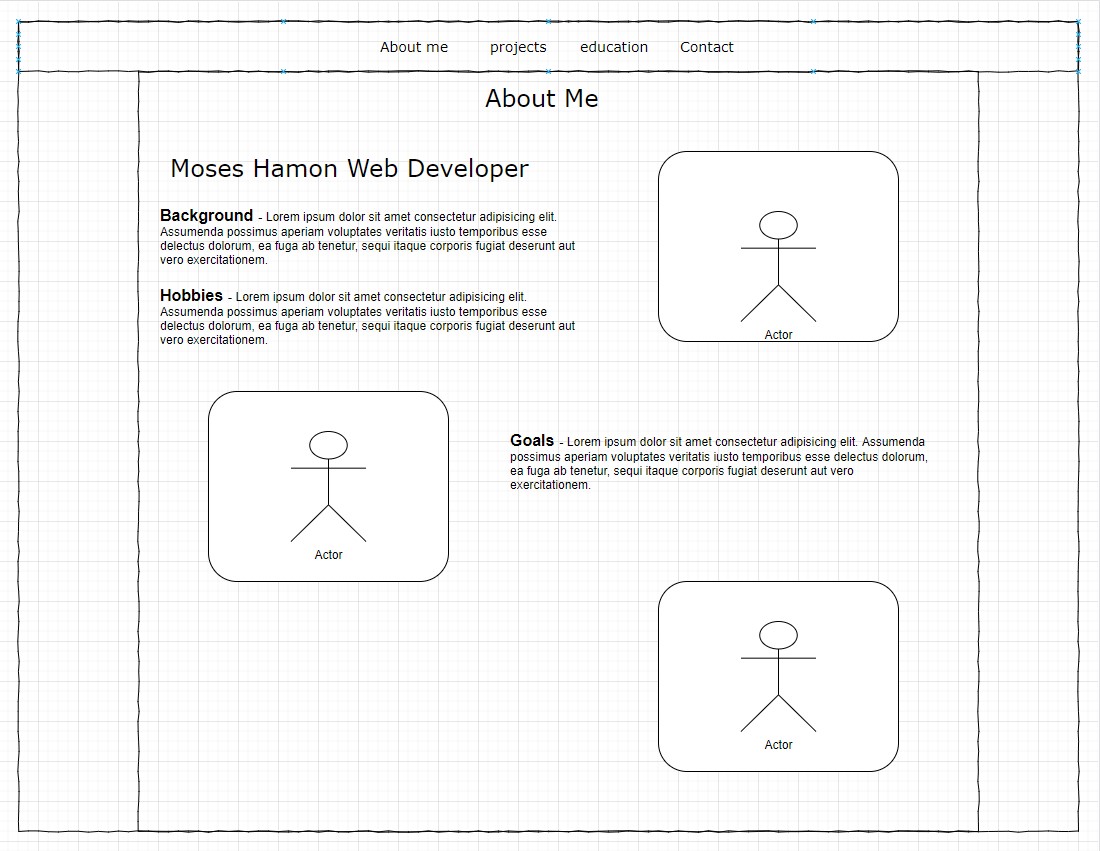 About me projects education Contact
About Me
Moses Hamon Web Developer
Background - Lorem ipsum dolor sit amet consectetur adipisicing elit.
Assumenda possimus aperiam voluptates veritatis iusto temporibus esse
delectus dolorum, ea fuga ab tenetur, sequi itaque corporis fugiat deserunt aut
vero exercitationem.
Hobbies - Lorem ipsum dolor sit amet consectetur adipisicing elit.
Assumenda possimus aperiam voluptates veritatis iusto temporibus esse
delectus dolorum, ea fuga ab tenetur, sequi itaque corporis fugiat deserunt aut
vero exercitationem.
Actor
Actor
Goals - Lorem ipsum dolor sit amet consectetur adipisicing elit. Assumenda
possimus aperiam voluptates veritatis iusto temporibus esse delectus dolorum,
ea fuga ab tenetur, sequi itaque corporis fugiat deserunt aut vero
exercitationem.
Actor